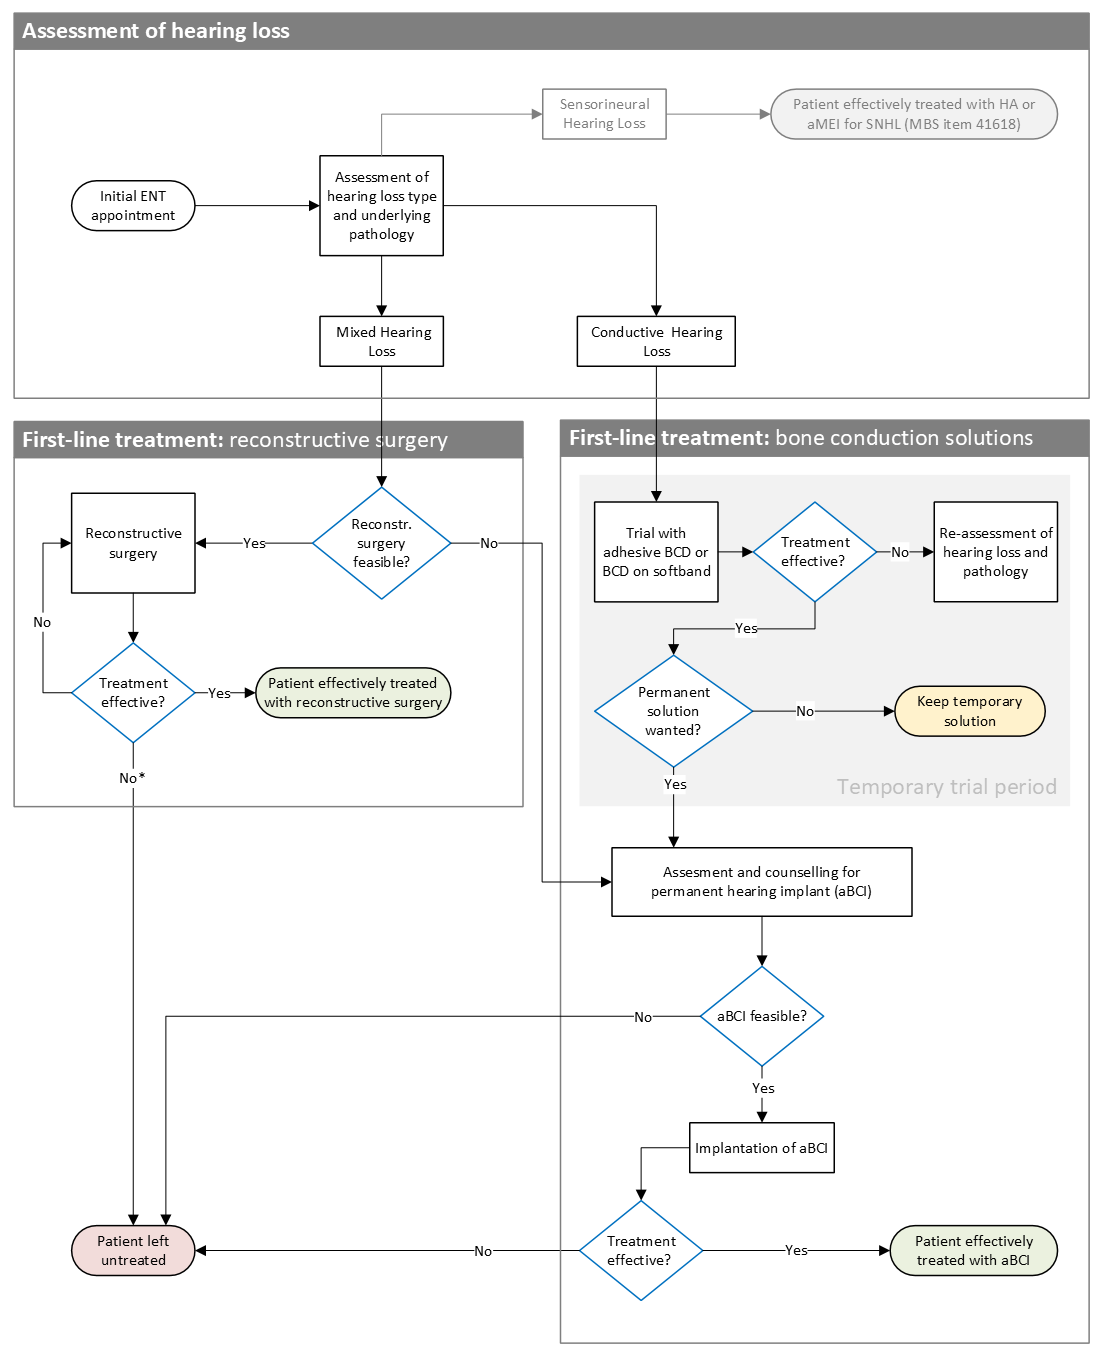 Assessment of hearing loss
Sensorineural
Hearing Loss
Patient effectively treated with HA or
aMEI for SNHL (MBS item 41618)
Initial ENT
appointment
Assessment of
hearing loss type
and underlying
pathology
Mixed Hearing
Loss
Conductive Hearing
Loss
First-line treatment: reconstructive surgery
Reconstructive
surgery
Yes
Reconstr.
surgery
feasible?
No
No
Treatment
effective?
Yes
Patient effectively treated
with reconstructive surgery
No*
First-line treatment: bone conduction solutions
Trial with
adhesive BCD or
BCD on softband
Treatment
effective?
No
Re-assessment of
hearing loss and
pathology
Yes
Permanent
solution
wanted?
No
Keep temporary
solution
Yes
Temporary trial period
Assesment and counselling for
permanent hearing implant (aBCI)
aBCI feasible?
No
Yes
Implantation of aBCI
Treatment
effective?
No
Yes
Patient left
untreated
Patient effectively
treated with aBCI